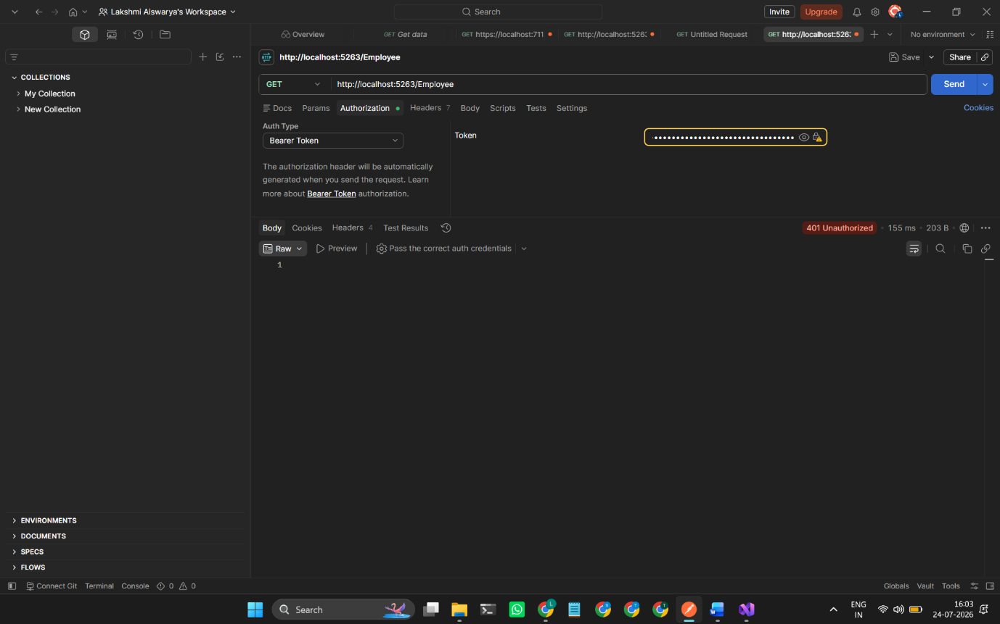 Lakshmi Aiswarya's Workspace
Search
Invite
Upgrade
L
Overview
GET Get data
GET https://localhost:711
GET http://localhost:526
GET Untitled Request
GET http://localhost:526
No environment
HTTP
http://localhost:5263/Employee
Save
Share
COLLECTIONS
My Collection
New Collection
GET
http://localhost:5263/Employee
Send
Docs
Params
Authorization
Headers 7
Body
Scripts
Tests
Settings
Cookies
Auth Type
Bearer Token
The authorization header will be automatically
generated when you send the request. Learn
more about Bearer Token authorization.
Token
Body
Cookies
Headers 4
Test Results
401 Unauthorized
155 ms
203 B
Raw
Preview
Pass the correct auth credentials
1
ENVIRONMENTS
DOCUMENTS
SPECS
FLOWS
Connect Git
Terminal
Console
0
0
Globals
Vault
Tools
Search
L
S
T
T
W
ENG
IN
16:03
24-07-2026